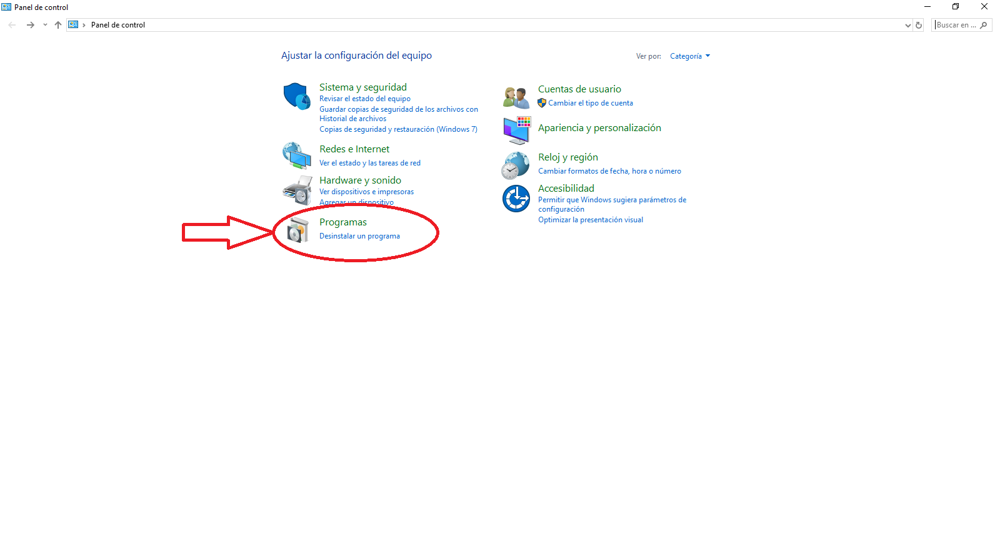 Panel de control
Panel de control
Buscar en ...
Ajustar la configuración del equipo
Ver por: Categoría
Sistema y seguridad
Revisar el estado del equipo
Guardar copias de seguridad de los archivos con
Historial de archivos
Copias de seguridad y restauración (Windows 7)
Redes e Internet
Ver el estado y las tareas de red
Hardware y sonido
Ver dispositivos e impresoras
Agregar un dispositivo
Programas
Desinstalar un programa
Cuentas de usuario
Cambiar el tipo de cuenta
Apariencia y personalización
Reloj y región
Cambiar formatos de fecha, hora o número
Accesibilidad
Permitir que Windows sugiera parámetros de
configuración
Optimizar la presentación visual